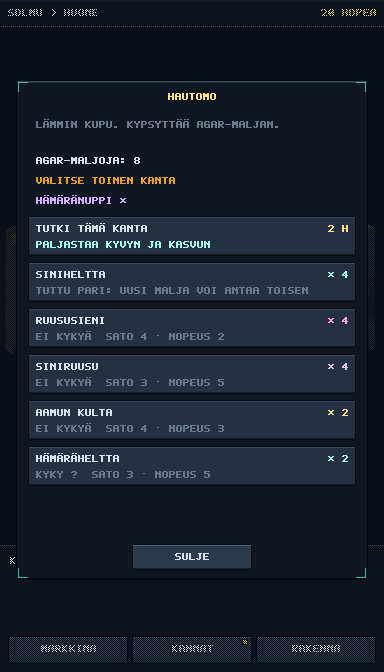 SOLMU > HUONE
20 HOPEA
HAUTOMO
LÄMMIN KUPU. KYPSYTTÄÄ AGAR-MALJAN.
AGAR-MALJOJA: 8
VALITSE TOINEN KANTA
HÄMÄRÄNUPPI ×
TUTKI TÄMÄ KANTA 2 H
PALJASTAA KYVYN JA KASVUN
SINIHELTTA × 4
TUTTU PARI: UUSI MALJA VOI ANTAA TOISEN
RUUSUSIENI × 4
EI KYKYÄ SATO 4 · NOPEUS 2
SINIRUUSU × 4
EI KYKYÄ SATO 3 · NOPEUS 5
AAMUN KULTA × 2
EI KYKYÄ SATO 4 · NOPEUS 3
HÄMÄRÄHELTTA × 2
KYKY ? SATO 3 · NOPEUS 5
K
SULJE
MARKKINA
KANNAT
RAKENNA